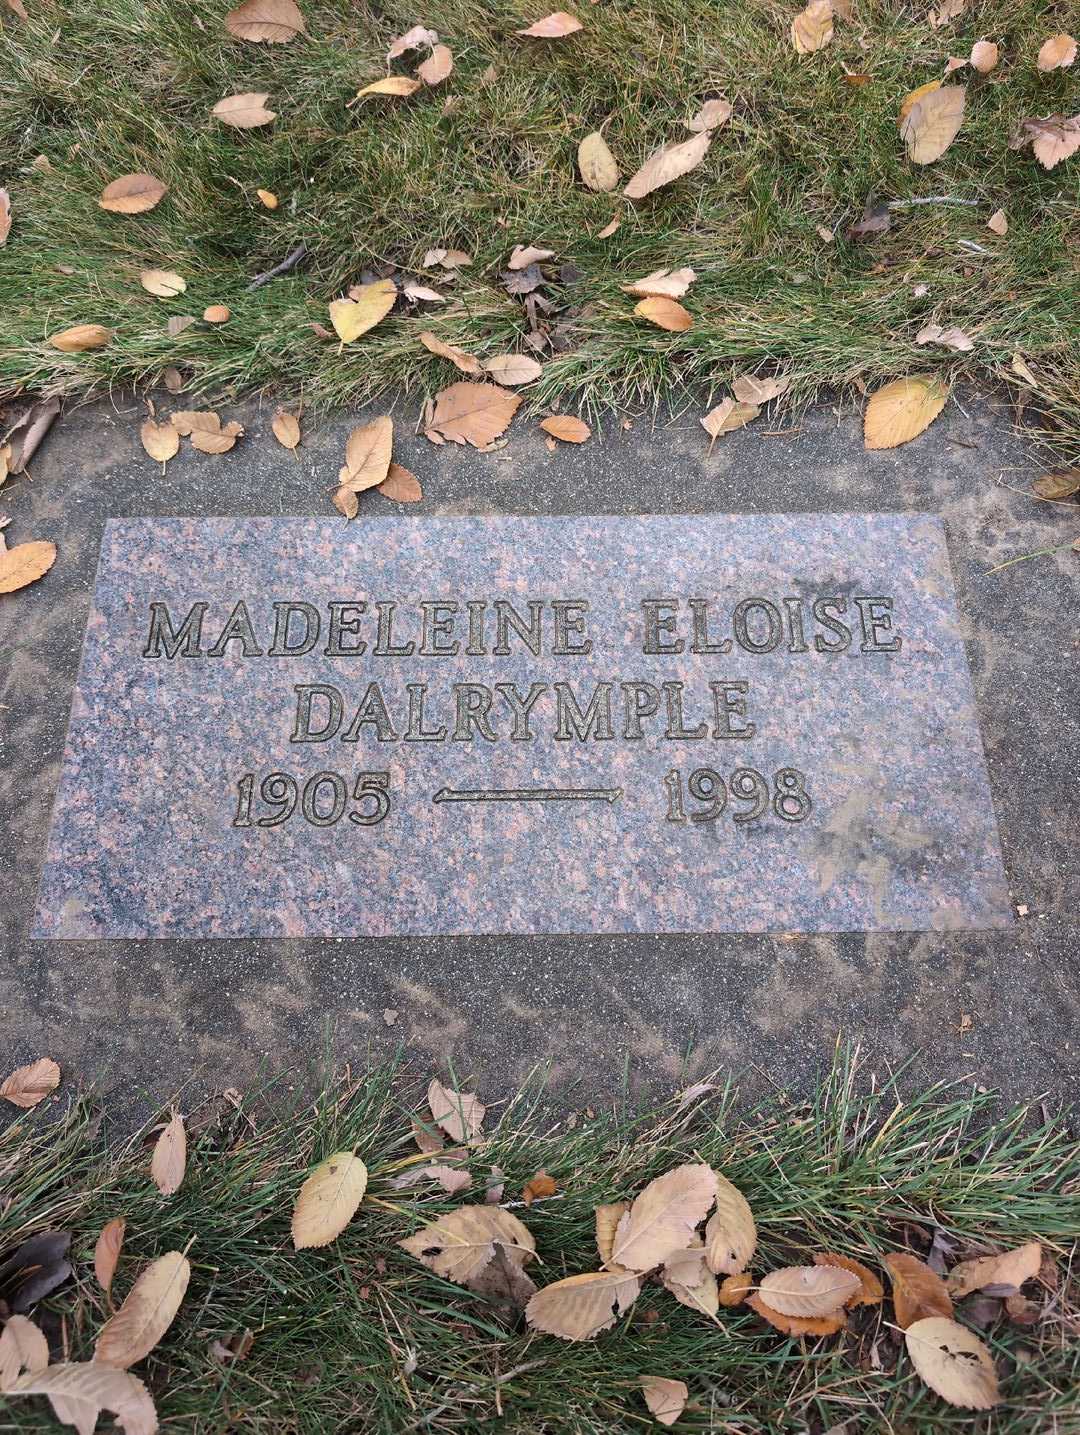 MADELEINE ELOISE
DALRYMPLE
1905 — 1998